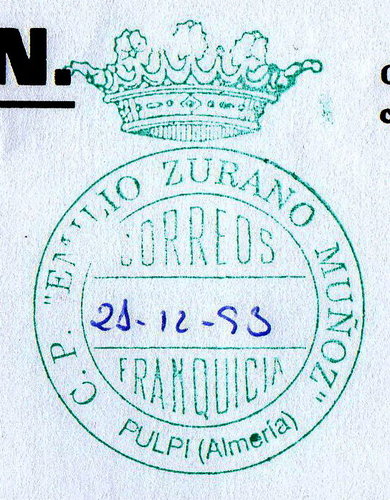 N.
C.P. "EMILIO ZURANO MUÑOZ"
CORREOS
21-12-93
FRANQUICIA
PULPI (Almería)